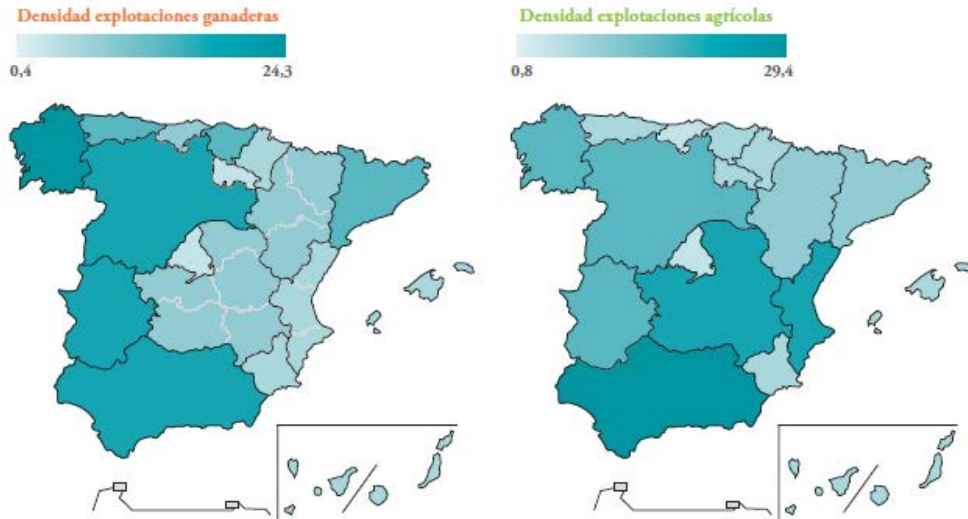 Densidad explotaciones ganaderas
0,4 24,3
Densidad explotaciones agrícolas
0,8 29,4